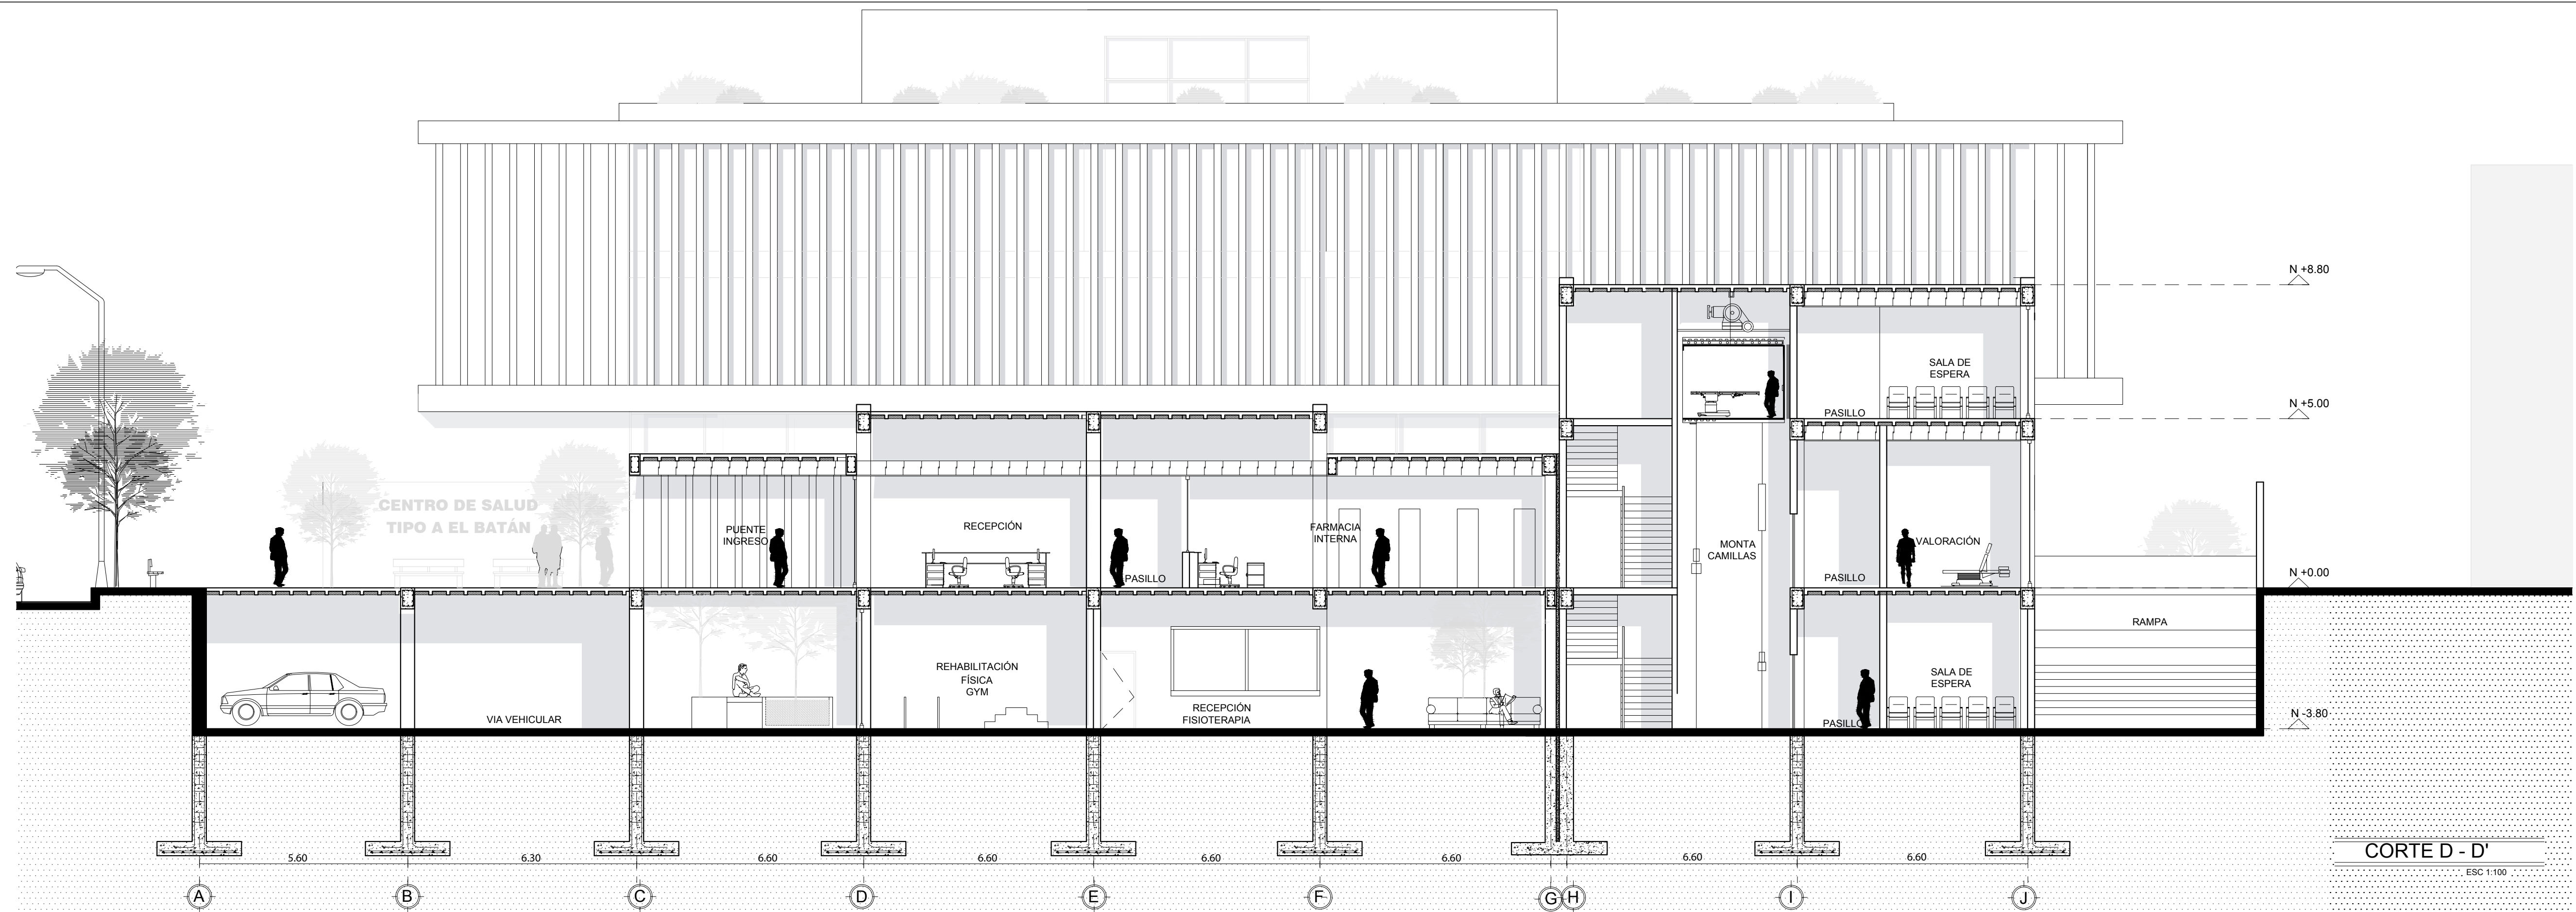 N +8.80
SALA DE
ESPERA
PASILLO
N +5.00
CENTRO DE SALUD
TIPO A EL BATÁN
PUENTE
INGRESO
RECEPCIÓN
PASILLO
FARMACIA
INTERNA
MONTA
CAMILLAS
VALORACIÓN
PASILLO
N +0.00
RAMPA
VIA VEHICULAR
REHABILITACIÓN
FÍSICA
GYM
RECEPCIÓN
FISIOTERAPIA
SALA DE
ESPERA
PASILLO
N -3.80
5.60
6.30
6.60
6.60
6.60
6.60
6.60
6.60
A
B
C
D
E
F
G
H
I
J
CORTE D - D'
ESC 1:100